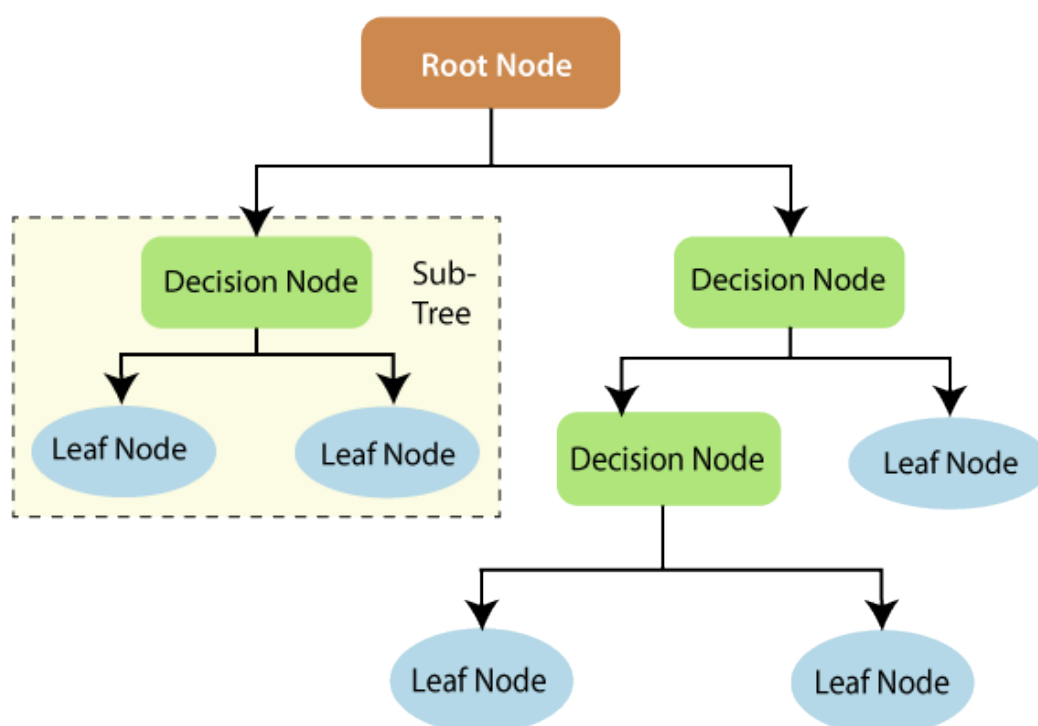 Root Node
Decision Node
Sub-
Tree
Decision Node
Leaf Node
Leaf Node
Decision Node
Leaf Node
Leaf Node
Leaf Node